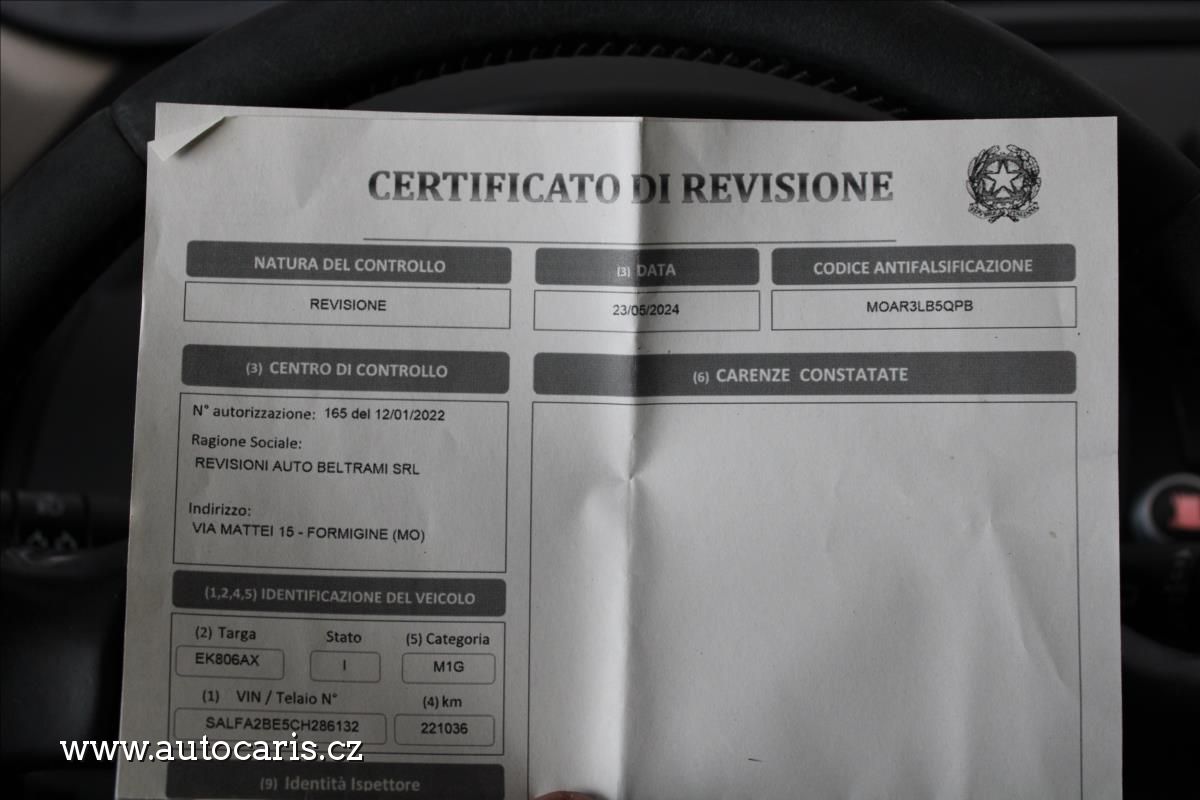 CERTIFICATO DI REVISIONE
NATURA DEL CONTROLLO
REVISIONE
(3) DATA
23/05/2024
CODICE ANTIFALSIFICAZIONE
MOAR3LB5QPB
(3) CENTRO DI CONTROLLO
N° autorizzazione: 165 del 12/01/2022
Ragione Sociale:
REVISIONI AUTO BELTRAMI SRL
Indirizzo:
VIA MATTEI 15 - FORMIGINE (MO)
(6) CARENZE CONSTATATE
(1,2,4,5) IDENTIFICAZIONE DEL VEICOLO
(2) Targa Stato (5) Categoria
EK806AX I M1G
(1) VIN / Telaio N° (4) km
SALFA2BE5CH286132 221036
(9) Identità Ispettore
www.autocaris.cz